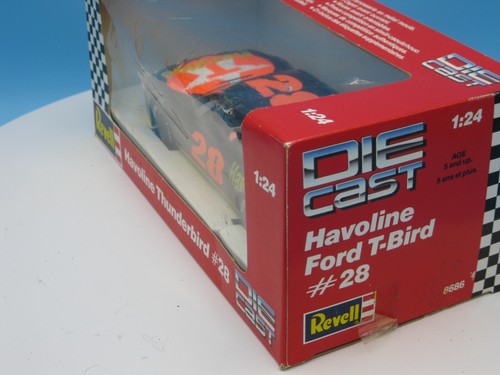 DIE
CAST
1:24
1:24
AGE
5 and up.
5 ans et plus.
Havoline
Ford T-Bird
#28
8686
Revell
1:24
DIE
CAST
Revell
Havoline Thunderbird #28
28
28
DIE
CAST